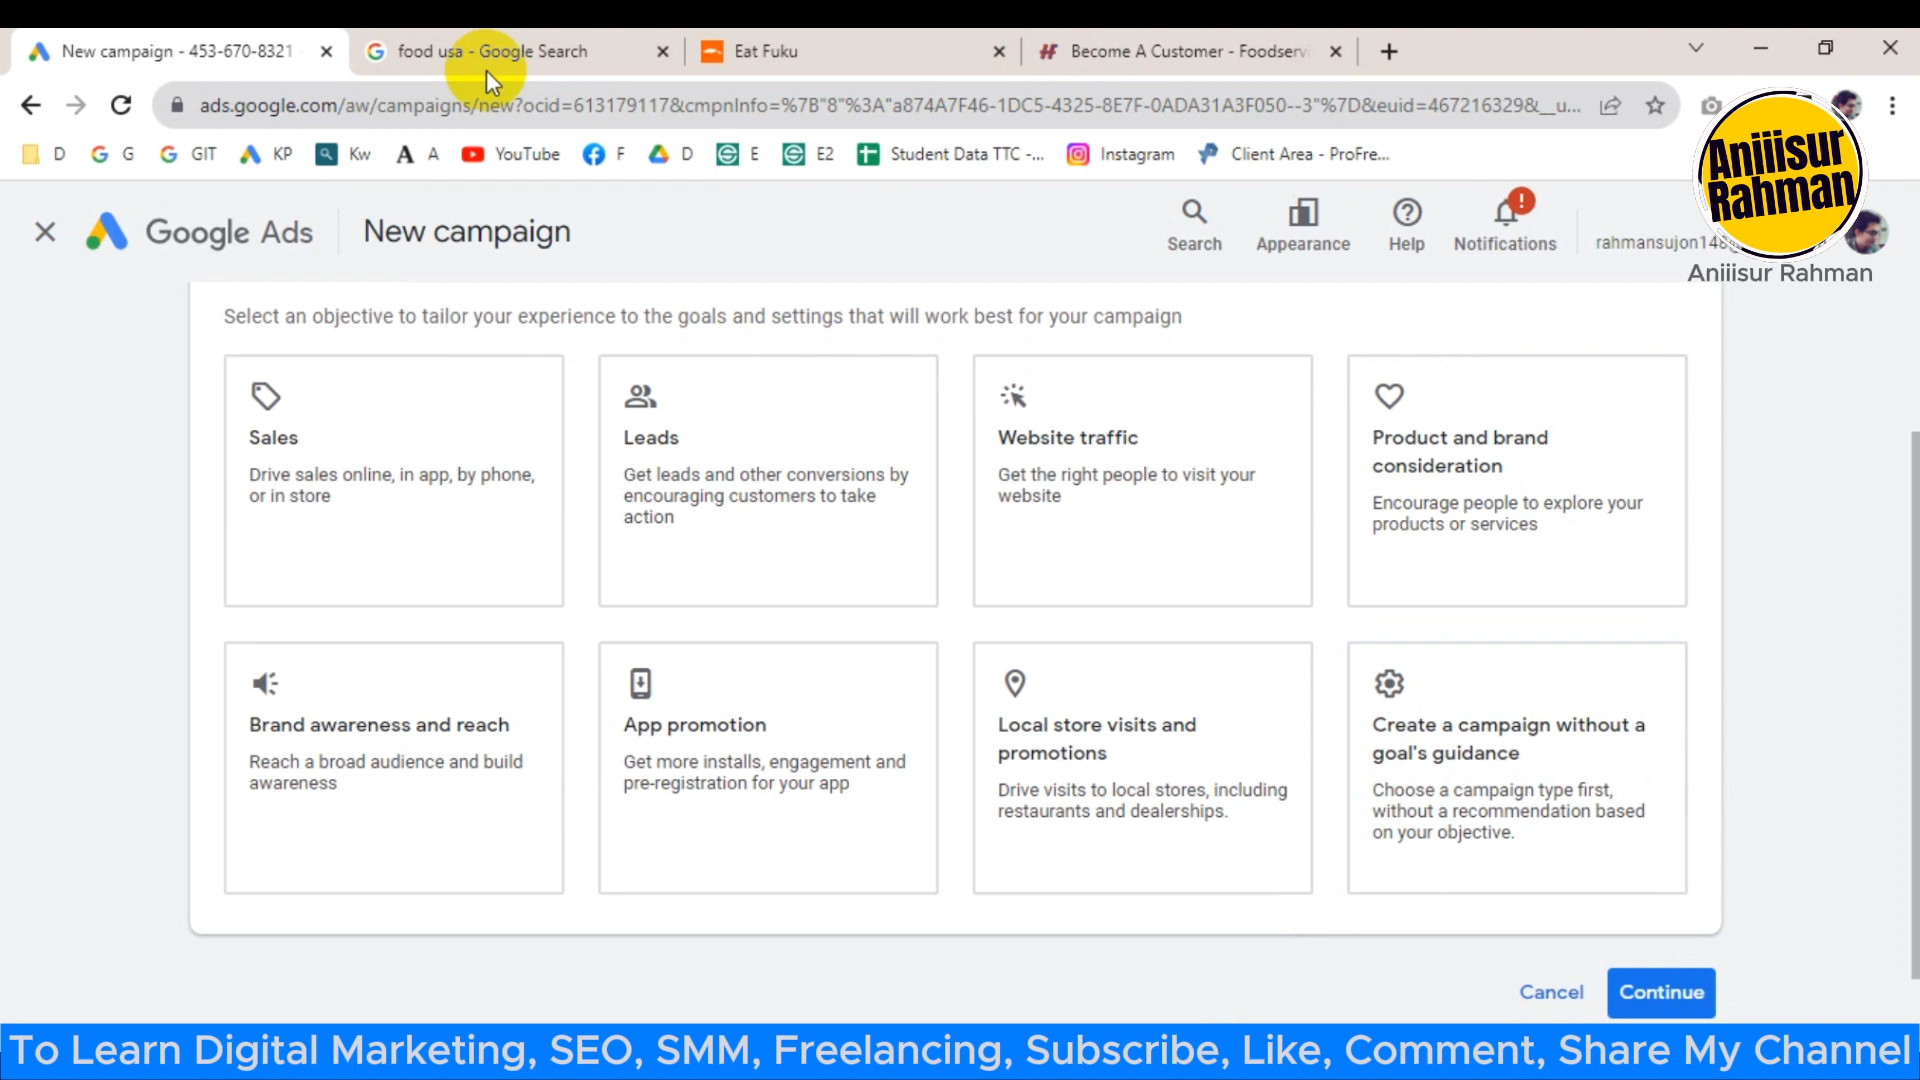 New campaign - 453-670-8321
food usa - Google Search
Eat Fuku
Become A Customer - Foodservi
ads.google.com/aw/campaigns/new?ocid=613179117&cmpnInfo=%7B"8"%3A"a874A7F46-1DC5-4325-8E7F-0ADA31A3F050--3"%7D&euid=467216329&__u...
D
G
GIT
KP
Kw
A
YouTube
F
D
E
E2
Student Data TTC -...
Instagram
Client Area - ProFre...
Aniiisur
Rahman
Aniiisur Rahman
Google Ads
New campaign
Search
Appearance
Help
Notifications
Select an objective to tailor your experience to the goals and settings that will work best for your campaign
Sales
Drive sales online, in app, by phone,
or in store
Leads
Get leads and other conversions by
encouraging customers to take
action
Website traffic
Get the right people to visit your
website
Product and brand
consideration
Encourage people to explore your
products or services
Brand awareness and reach
Reach a broad audience and build
awareness
App promotion
Get more installs, engagement and
pre-registration for your app
Local store visits and
promotions
Drive visits to local stores, including
restaurants and dealerships.
Create a campaign without a
goal's guidance
Choose a campaign type first,
without a recommendation based
on your objective.
Cancel
Continue
To Learn Digital Marketing, SEO, SMM, Freelancing, Subscribe, Like, Comment, Share My Channel